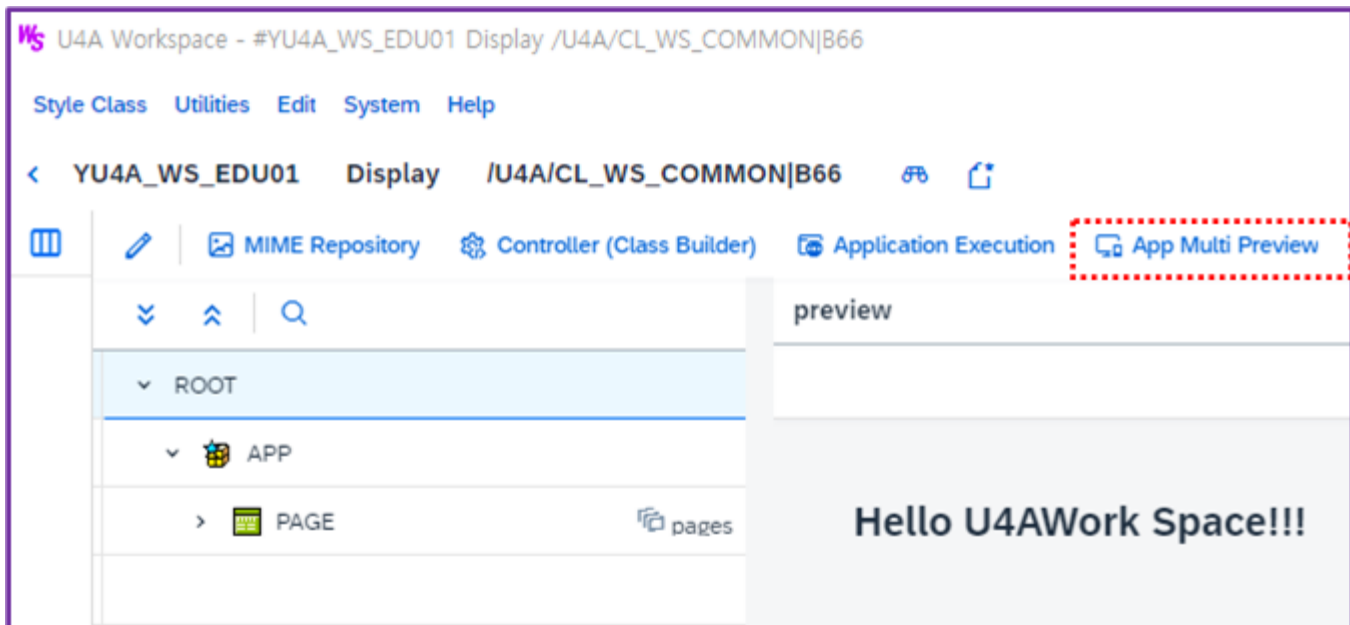 WS U4A Workspace - #YU4A_WS_EDU01 Display /U4A/CL_WS_COMMON|B66
Style Class Utilities Edit System Help
YU4A_WS_EDU01 Display /U4A/CL_WS_COMMON|B66
MIME Repository Controller (Class Builder) Application Execution App Multi Preview
preview
ROOT
APP
PAGE pages
Hello U4AWork Space!!!